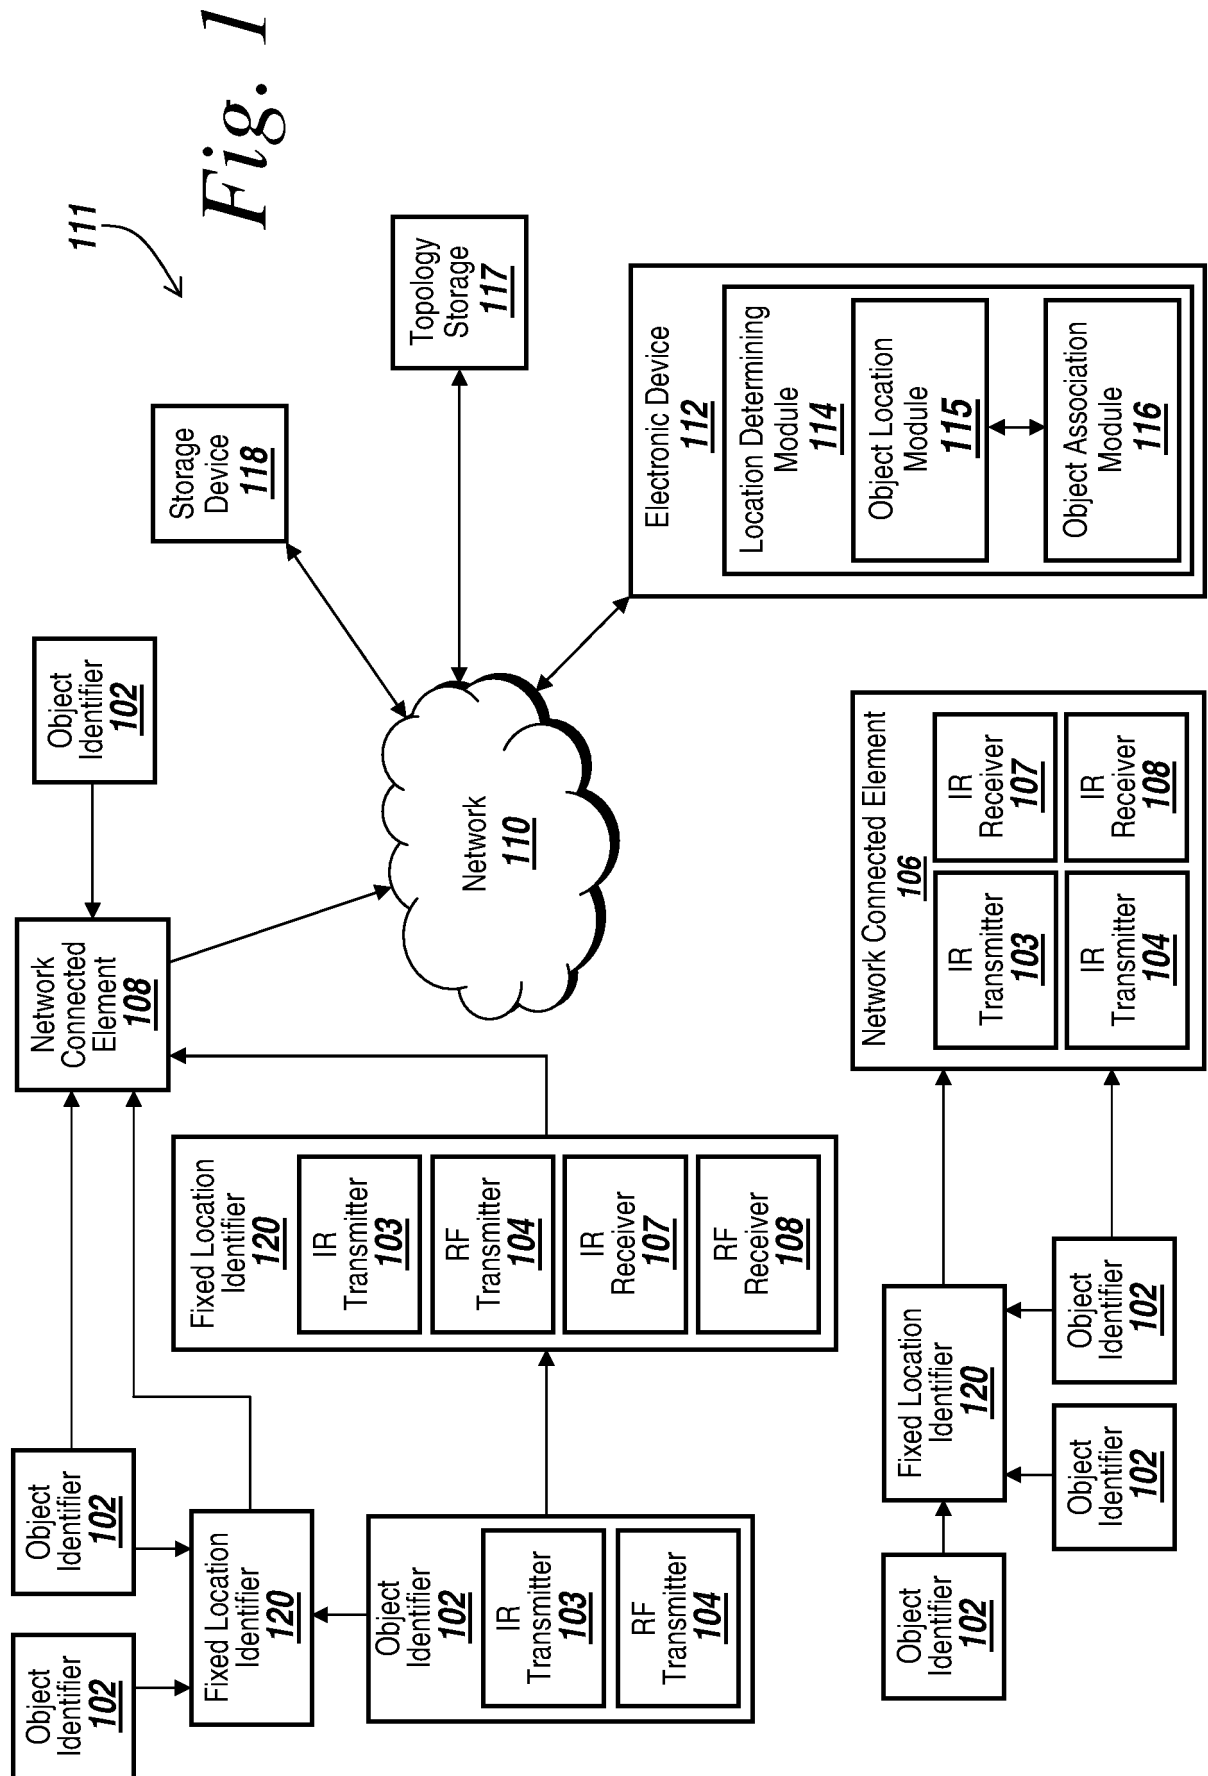 Object
Identifier
102
Object
Identifier
102
Network
Connected
Element
108
Object
Identifier
102
111
Fig. 1
Storage
Device
118
Fixed Location
Identifier
120
Fixed Location
Identifier
120
IR
Transmitter
103
RF
Transmitter
104
IR
Receiver
107
RF
Receiver
108
Object
Identifier
102
IR
Transmitter
103
RF
Transmitter
104
Network
110
Topology
Storage
117
Electronic Device
112
Location Determining
Module
114
Object Location
Module
115
Object Association
Module
116
Object
Identifier
102
Fixed Location
Identifier
120
Object
Identifier
102
Object
Identifier
102
Network Connected Element
106
IR
Transmitter
103
IR
Receiver
107
IR
Transmitter
104
IR
Receiver
108